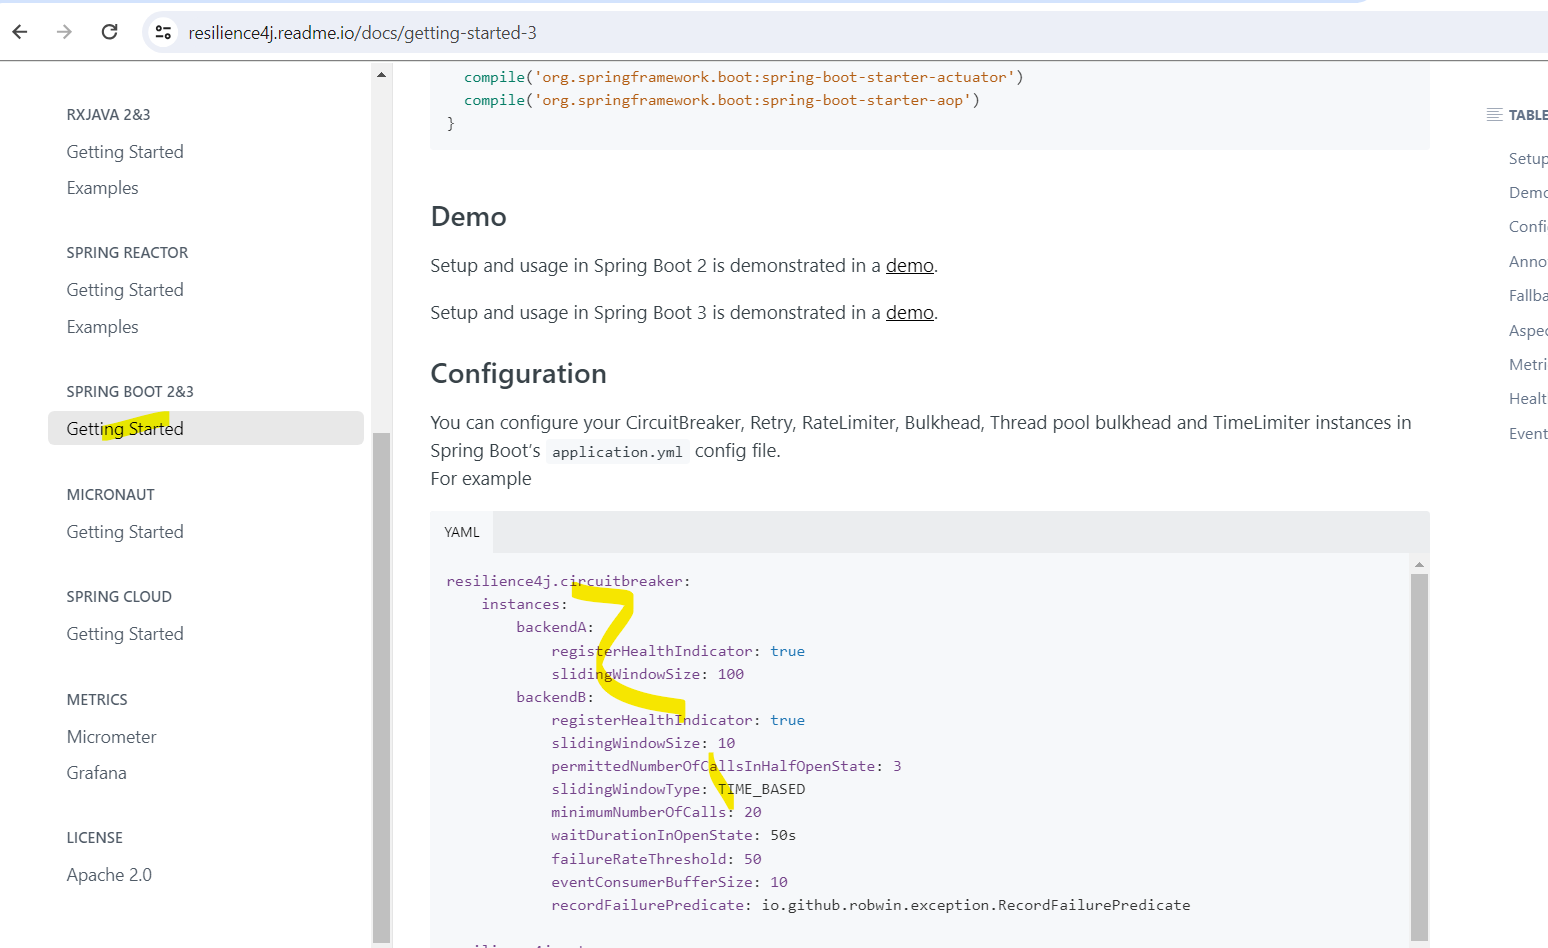 resilience4j.readme.io/docs/getting-started-3
RXJAVA 2&3
Getting Started
Examples
SPRING REACTOR
Getting Started
Examples
SPRING BOOT 2&3
Getting Started
MICRONAUT
Getting Started
SPRING CLOUD
Getting Started
METRICS
Micrometer
Grafana
LICENSE
Apache 2.0
compile('org.springframework.boot:spring-boot-starter-actuator')
compile('org.springframework.boot:spring-boot-starter-aop')
}
Demo
Setup and usage in Spring Boot 2 is demonstrated in a demo.
Setup and usage in Spring Boot 3 is demonstrated in a demo.
Configuration
You can configure your CircuitBreaker, Retry, RateLimiter, Bulkhead, Thread pool bulkhead and TimeLimiter instances in
Spring Boot’s application.yml config file.
For example
YAML
resilience4j.circuitbreaker:
instances:
backendA:
registerHealthIndicator: true
slidingWindowSize: 100
backendB:
registerHealthIndicator: true
slidingWindowSize: 10
permittedNumberOfCallsInHalfOpenState: 3
slidingWindowType: TIME_BASED
minimumNumberOfCalls: 20
waitDurationInOpenState: 50s
failureRateThreshold: 50
eventConsumerBufferSize: 10
recordFailurePredicate: io.github.robwin.exception.RecordFailurePredicate
TABLE
Setup
Demo
Confi
Anno
Fallba
Aspec
Metri
Healt
Event